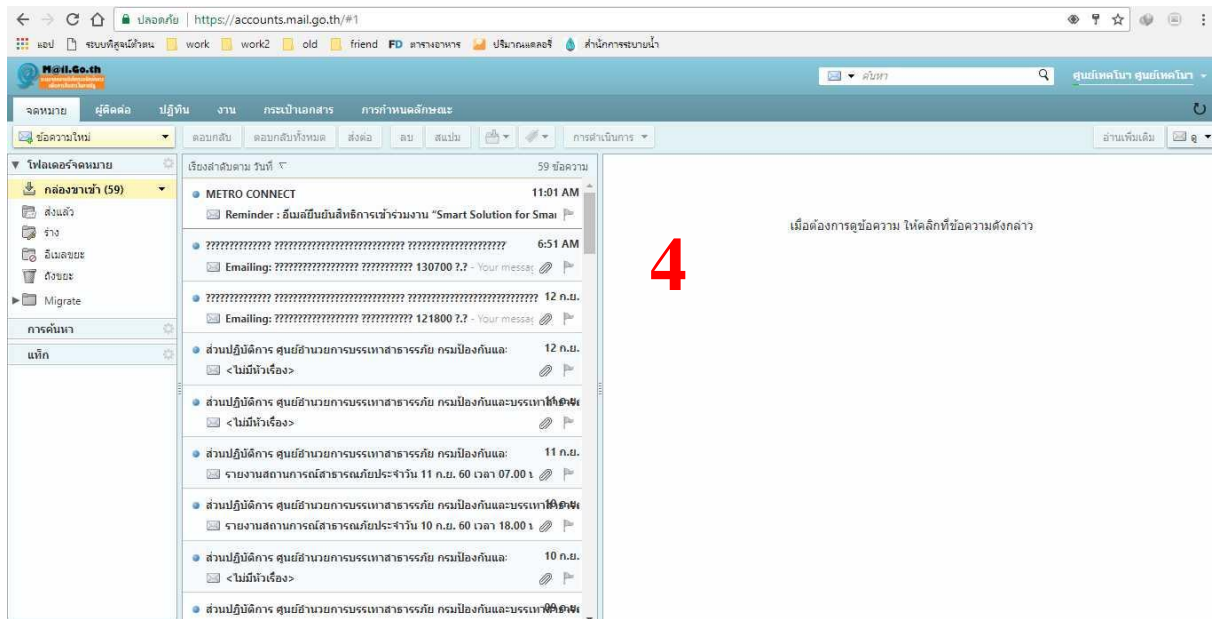 ปลอดภัย | https://accounts.mail.go.th/#1
แอป ระบบพิสูจน์ตัวตน work work2 old friend FD ตารางอาหาร ปริมาณแคลอรี่ สำนักการระบายน้ำ
M@il.Go.th ค้นหา ศูนย์เทคโนฯ ศูนย์เทคโนฯ
จดหมาย ผู้ติดต่อ ปฏิทิน งาน กระเป๋าเอกสาร การกำหนดลักษณะ
ข้อความใหม่ ตอบกลับ ตอบกลับทั้งหมด ส่งต่อ ลบ สแปม การดำเนินการ อ่านเพิ่มเติม ดู
โฟลเดอร์จดหมาย
กล่องขาเข้า (59)
ส่งแล้ว
ร่าง
อีเมลขยะ
ถังขยะ
Migrate
การค้นหา
แท็ก
เรียงลำดับตาม วันที่ 59 ข้อความ
METRO CONNECT 11:01 AM
Reminder : อีเมล์ยืนยันสิทธิการเข้าร่วมงาน “Smart Solution for Smar
?????????????? ???????????????????????????? ????????????????????? 6:51 AM
Emailing: ?????????????????? ??????????? 130700 ?.? - Your messag
?????????????? ???????????????????????????? ???????????????????????????? 12 ก.ย.
Emailing: ?????????????????? ??????????? 121800 ?.? - Your messag
ส่วนปฏิบัติการ ศูนย์อำนวยการบรรเทาสาธารรภัย กรมป้องกันและ 12 ก.ย.
<ไม่มีหัวเรื่อง>
ส่วนปฏิบัติการ ศูนย์อำนวยการบรรเทาสาธารรภัย กรมป้องกันและบรรเทา 11 ก.ย.
<ไม่มีหัวเรื่อง>
ส่วนปฏิบัติการ ศูนย์อำนวยการบรรเทาสาธารรภัย กรมป้องกันและ 11 ก.ย.
รายงานสถานการณ์สาธารณภัยประจำวัน 11 ก.ย. 60 เวลา 07.00 น
ส่วนปฏิบัติการ ศูนย์อำนวยการบรรเทาสาธารรภัย กรมป้องกันและบรรเทา 10 ก.ย.
รายงานสถานการณ์สาธารณภัยประจำวัน 10 ก.ย. 60 เวลา 18.00 น
ส่วนปฏิบัติการ ศูนย์อำนวยการบรรเทาสาธารรภัย กรมป้องกันและ 10 ก.ย.
<ไม่มีหัวเรื่อง>
ส่วนปฏิบัติการ ศูนย์อำนวยการบรรเทาสาธารรภัย กรมป้องกันและบรรเทา
เมื่อต้องการดูข้อความ ให้คลิกที่ข้อความดังกล่าว
4